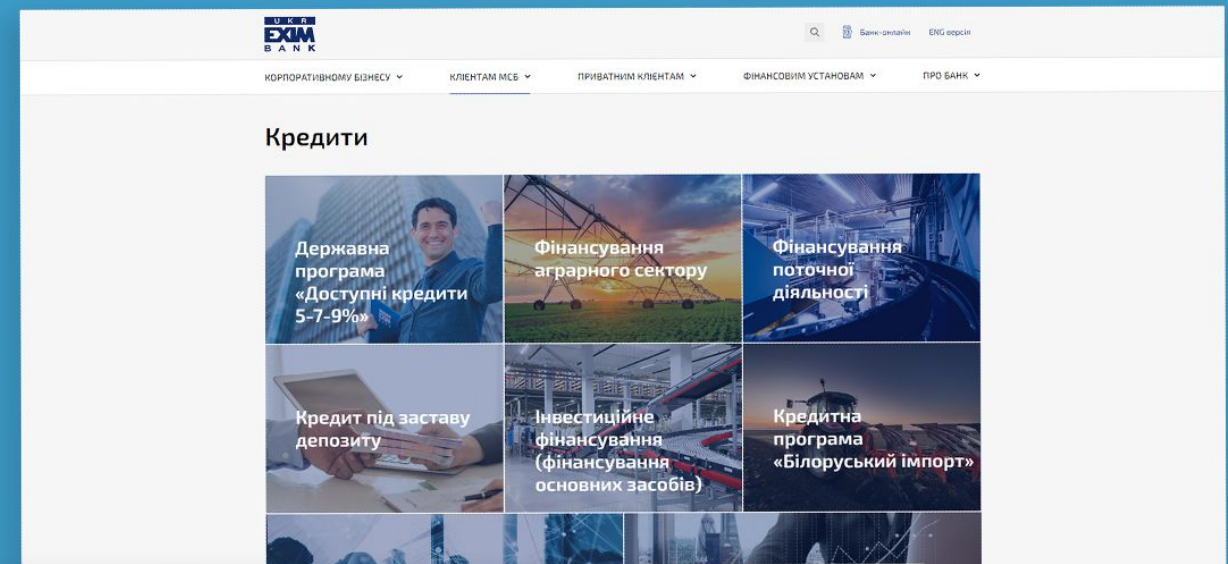 UKR
EXIM
BANK
Банк-онлайн
ENG версія
КОРПОРАТИВНОМУ БІЗНЕСУ
КЛІЄНТАМ МСБ
ПРИВАТНИМ КЛІЄНТАМ
ФІНАНСОВИМ УСТАНОВАМ
ПРО БАНК
Кредити
Державна
програма
«Доступні кредити
5-7-9%»
Фінансування
аграрного сектору
Фінансування
поточної
діяльності
Кредит під заставу
депозиту
Інвестиційне
фінансування
(фінансування
основних засобів)
Кредитна
програма
«Білоруський імпорт»